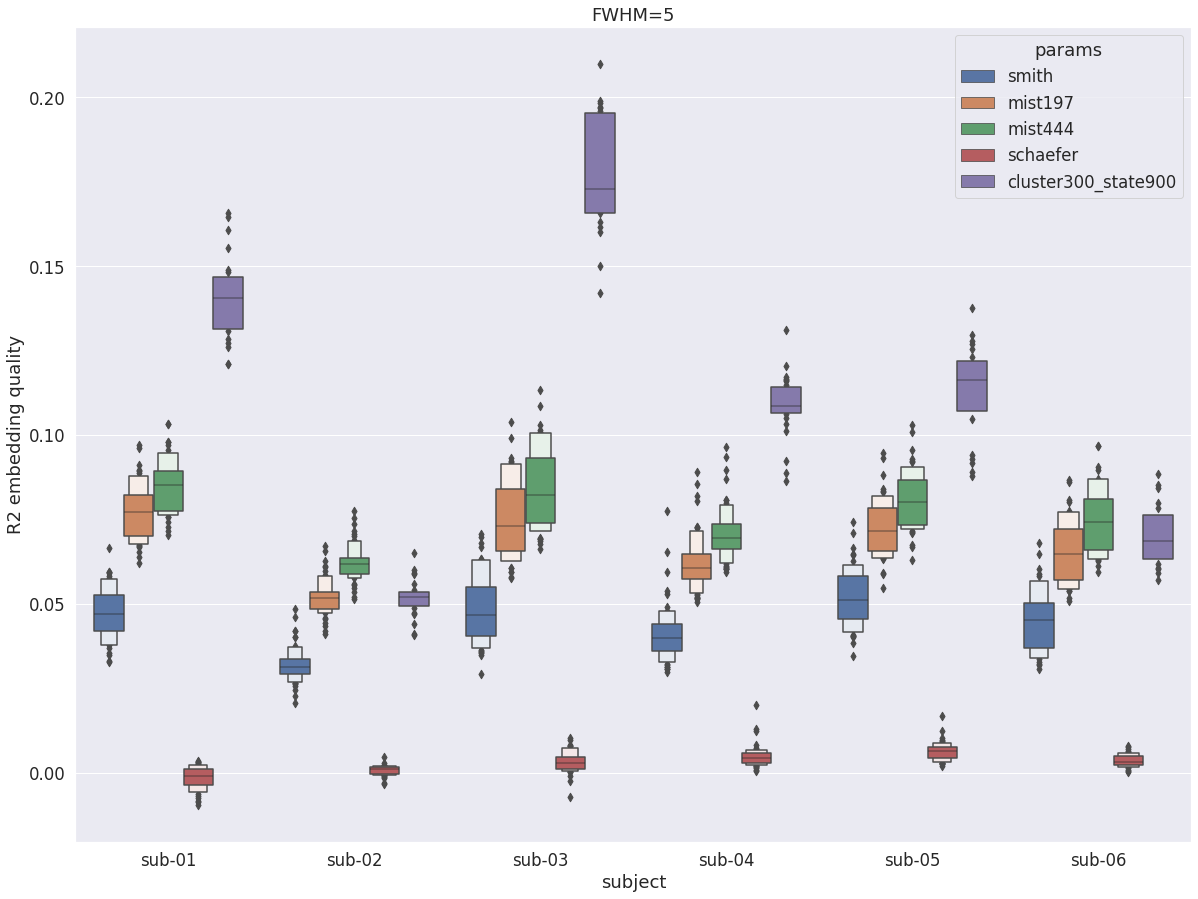 FWHM=5
params
smith
mist197
mist444
schaefer
cluster300_state900
R2 embedding quality
0.20
0.15
0.10
0.05
0.00
sub-01 sub-02 sub-03 sub-04 sub-05 sub-06
subject